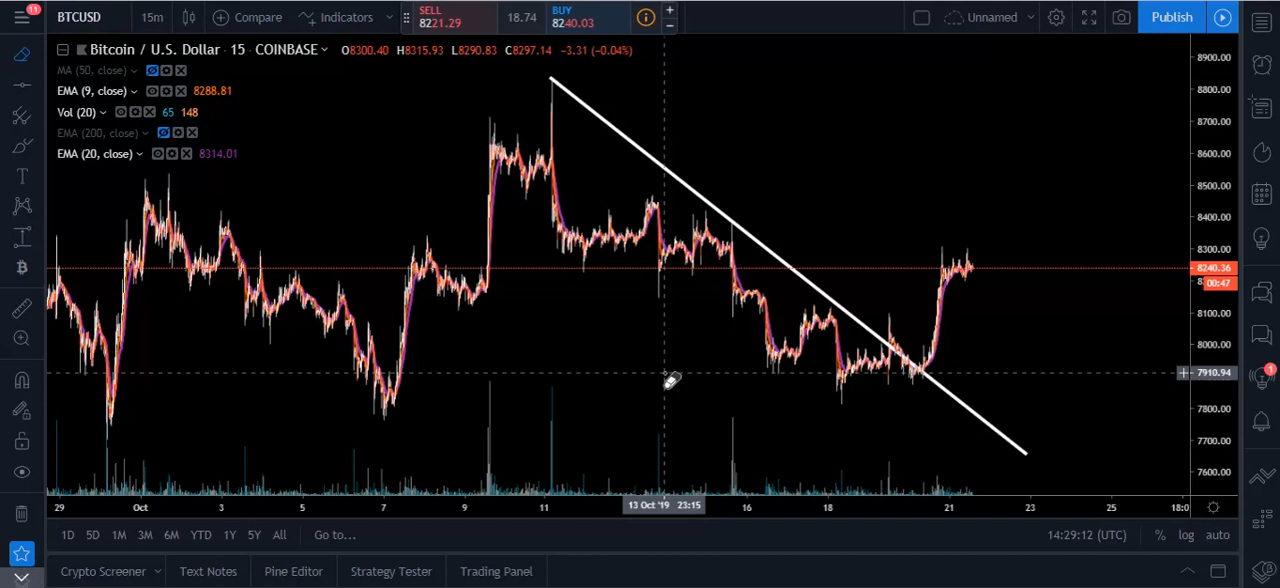 11
BTCUSD 15m Compare Indicators SELL 8221.29 18.74 BUY 8240.03 Unnamed Publish
Bitcoin / U.S. Dollar · 15 · COINBASE O8300.40 H8315.93 L8290.83 C8297.14 -3.31 (-0.04%)
MA (50, close)
EMA (9, close) 8288.81
Vol (20) 65 148
EMA (200, close)
EMA (20, close) 8314.01
8900.00
8800.00
8700.00
8600.00
8500.00
8400.00
8300.00
8240.36
00:47
8100.00
8000.00
7910.94
1
7800.00
7700.00
7600.00
29 Oct 3 5 7 9 11 13 Oct '19 23:15 16 18 21 23 25 18:0
1D 5D 1M 3M 6M YTD 1Y 5Y All Go to... 14:29:12 (UTC) % log auto
Crypto Screener Text Notes Pine Editor Strategy Tester Trading Panel